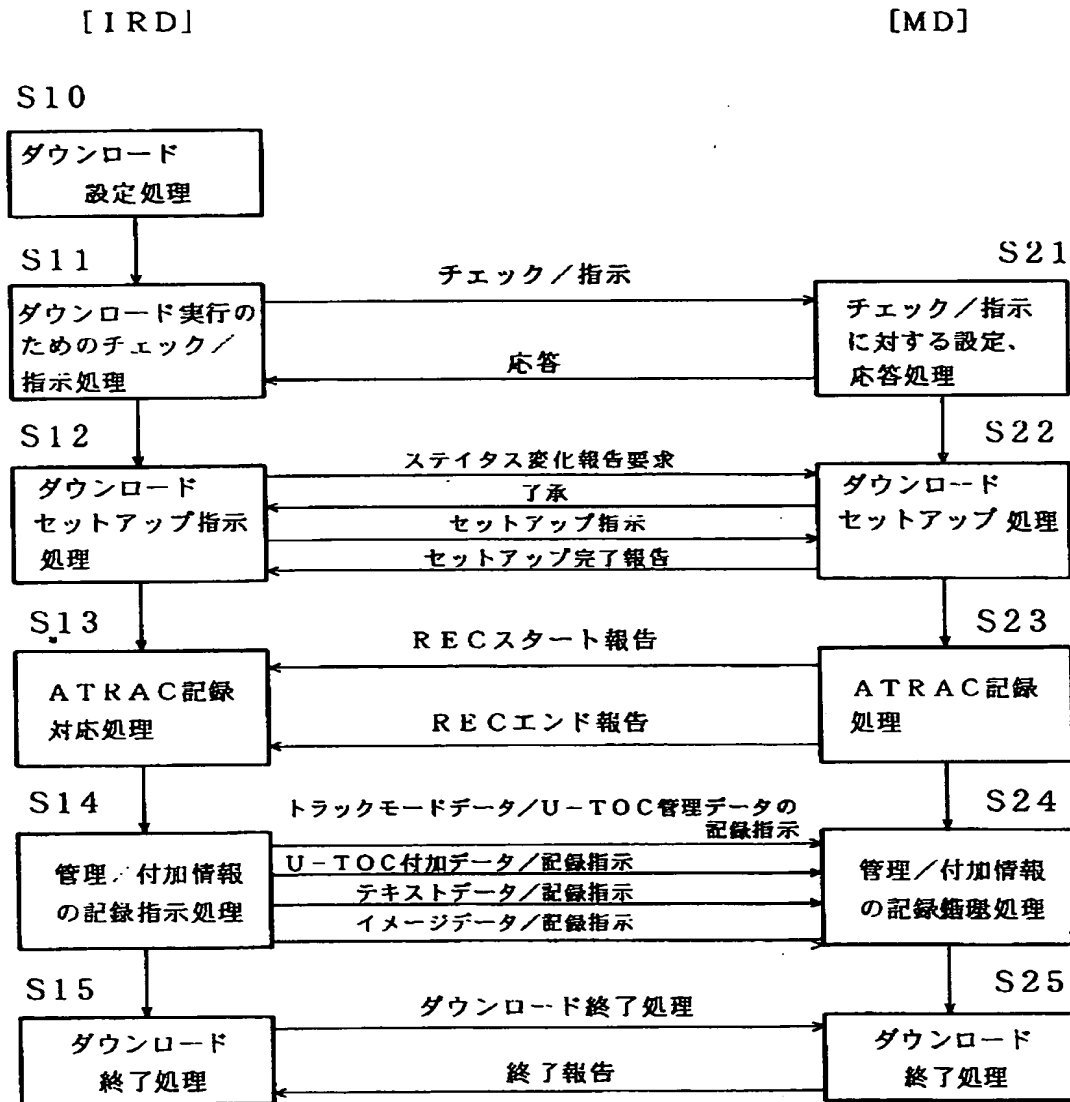 [IRD]
[MD]
S10
ダウンロード
設定処理
S11
S21
チェック／指示
ダウンロード実行の
ためのチェック／
指示処理
チェック／指示
に対する設定、
応答処理
応答
S12
S22
ステイタス変化報告要求
了承
セットアップ指示
セットアップ完了報告
ダウンロード
セットアップ指示
処理
ダウンロード
セットアップ処理
S13
S23
RECスタート報告
RECエンド報告
ATRAC記録
対応処理
ATRAC記録
処理
S14
S24
トラックモードデータ／U－TOC管理データの
記録指示
U－TOC付加データ／記録指示
テキストデータ／記録指示
イメージデータ／記録指示
管理／付加情報
の記録指示処理
管理／付加情報
の記録処理
S15
S25
ダウンロード終了処理
終了報告
ダウンロード
終了処理
ダウンロード
終了処理